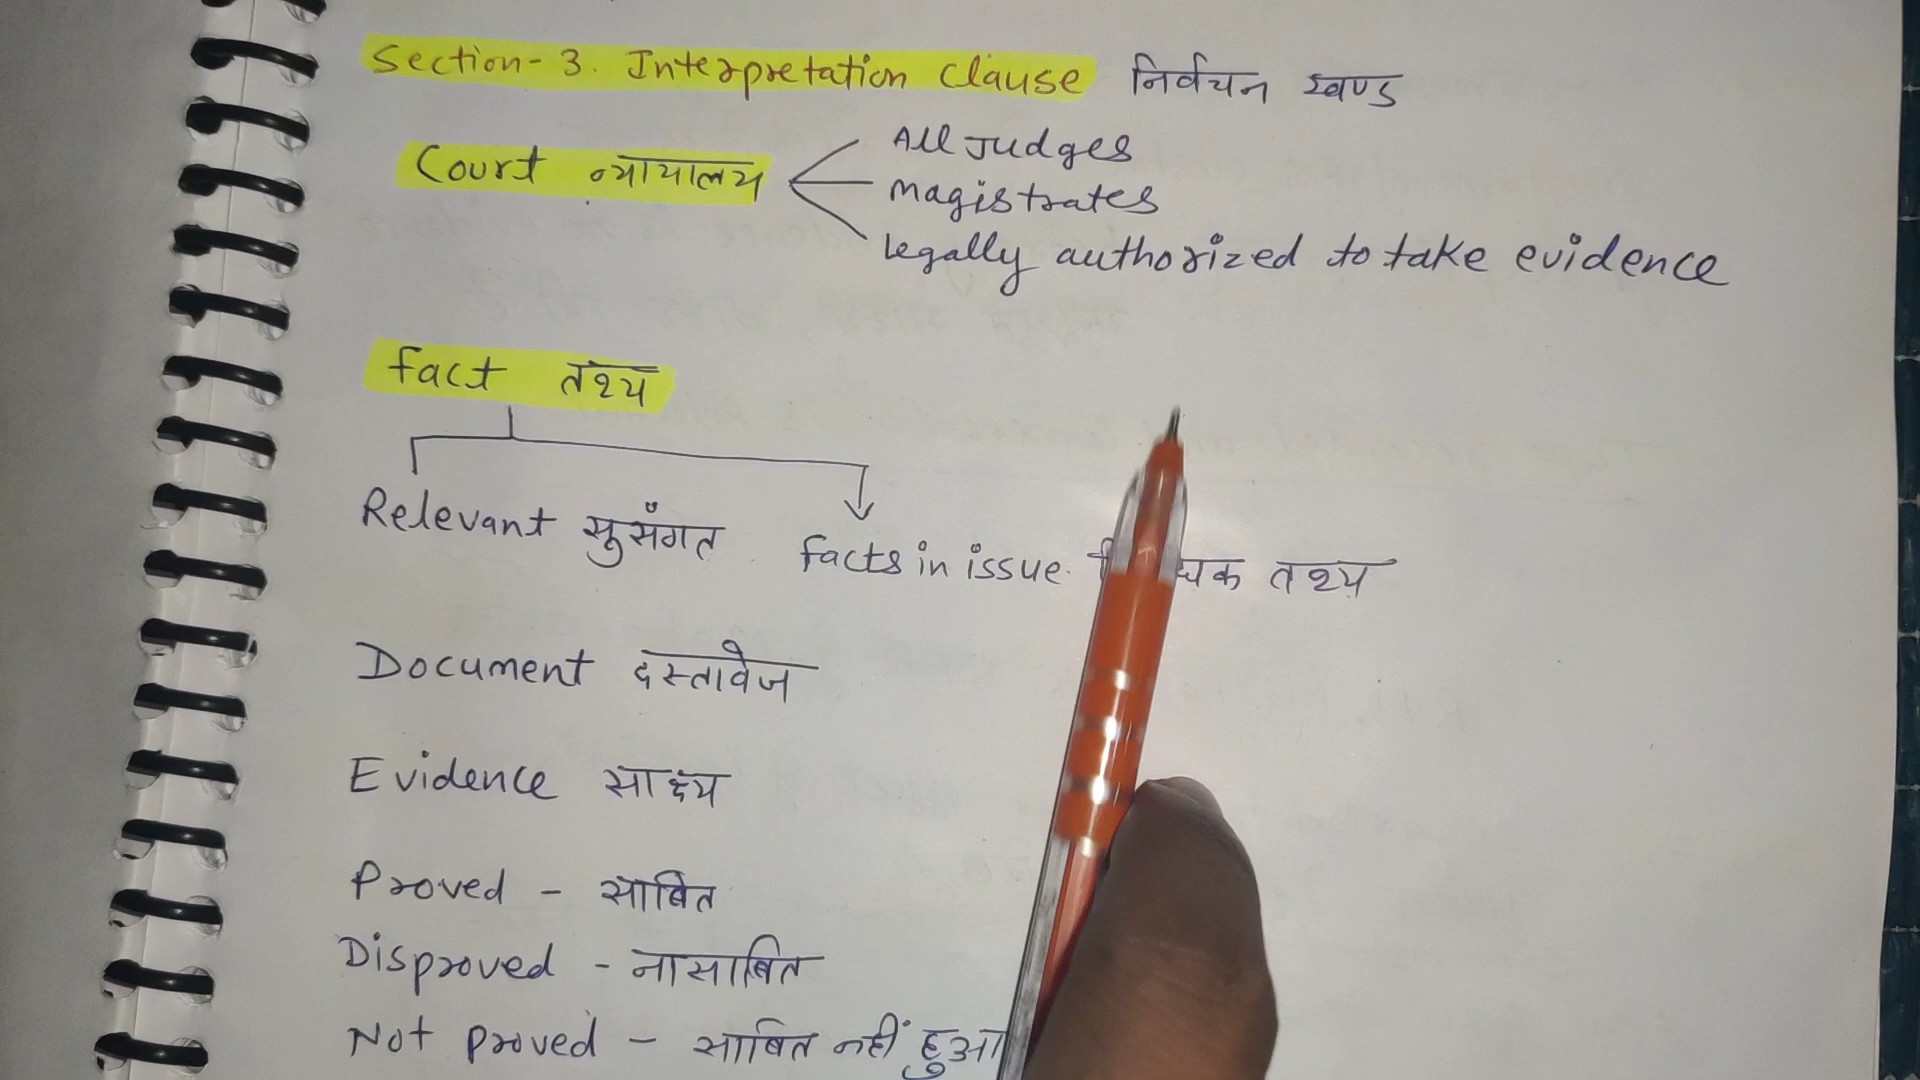 Section-3. Interpretation Clause निर्वचन खण्ड
Court न्यायालय
All Judges
Magistrates
Legally authorized to take evidence
Fact तथ्य
Relevant सुसंगत
Facts in issue. तथ्य
Document दस्तावेज
Evidence साक्ष्य
Proved - साबित
Disproved - नासाबित
Not proved - साबित नहीं हुआ